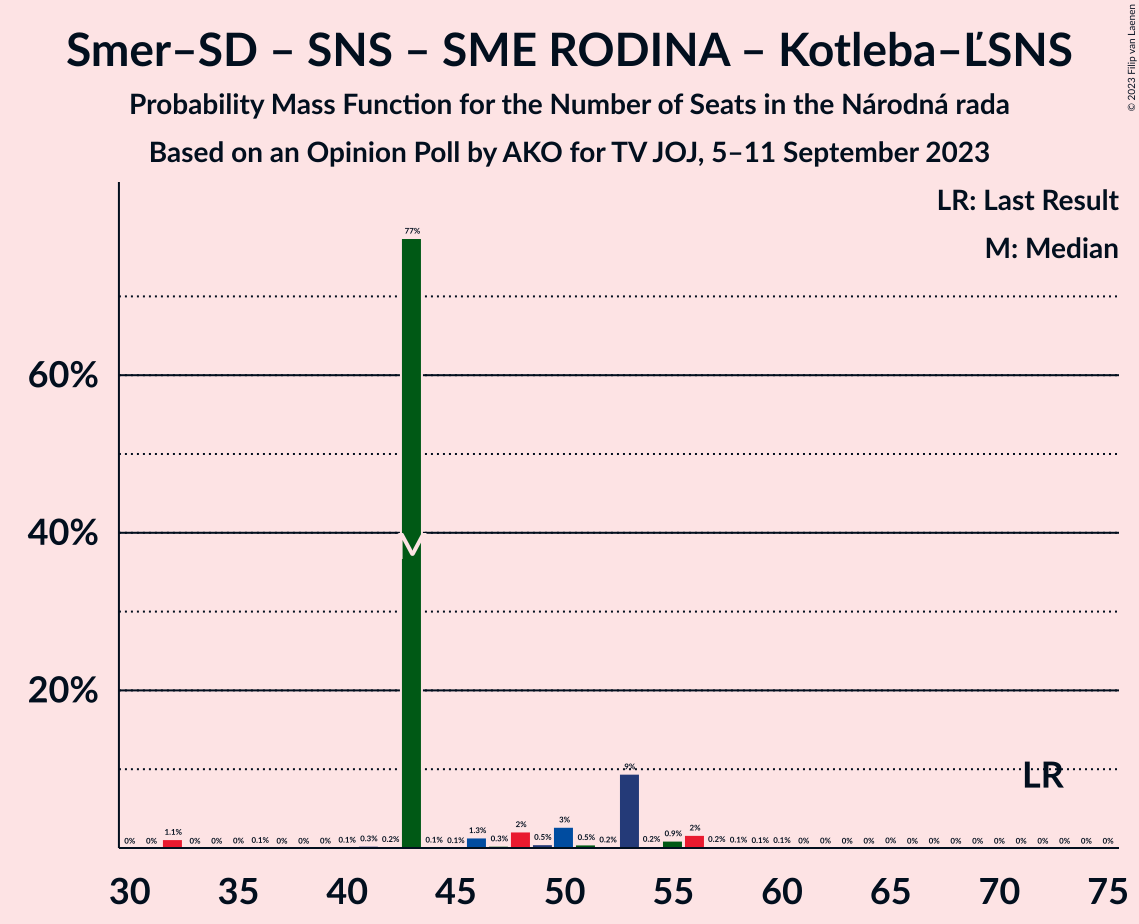 Smer–SD – SNS – SME RODINA – Kotleba–ĽSNS
Probability Mass Function for the Number of Seats in the Národná rada
Based on an Opinion Poll by AKO for TV JOJ, 5–11 September 2023
© 2023 Filip van Laenen
LR: Last Result
M: Median
60%
40%
20%
77%
9%
LR
0% 0% 1.1% 0% 0% 0% 0.1% 0% 0% 0% 0.1% 0.3% 0.2% 0.1% 0.1% 1.3% 0.3% 2% 0.5% 3% 0.5% 0.2% 0.2% 0.9% 2% 0.2% 0.1% 0.1% 0.1% 0% 0% 0% 0% 0% 0% 0% 0% 0% 0% 0% 0% 0% 0% 0%
30 35 40 45 50 55 60 65 70 75